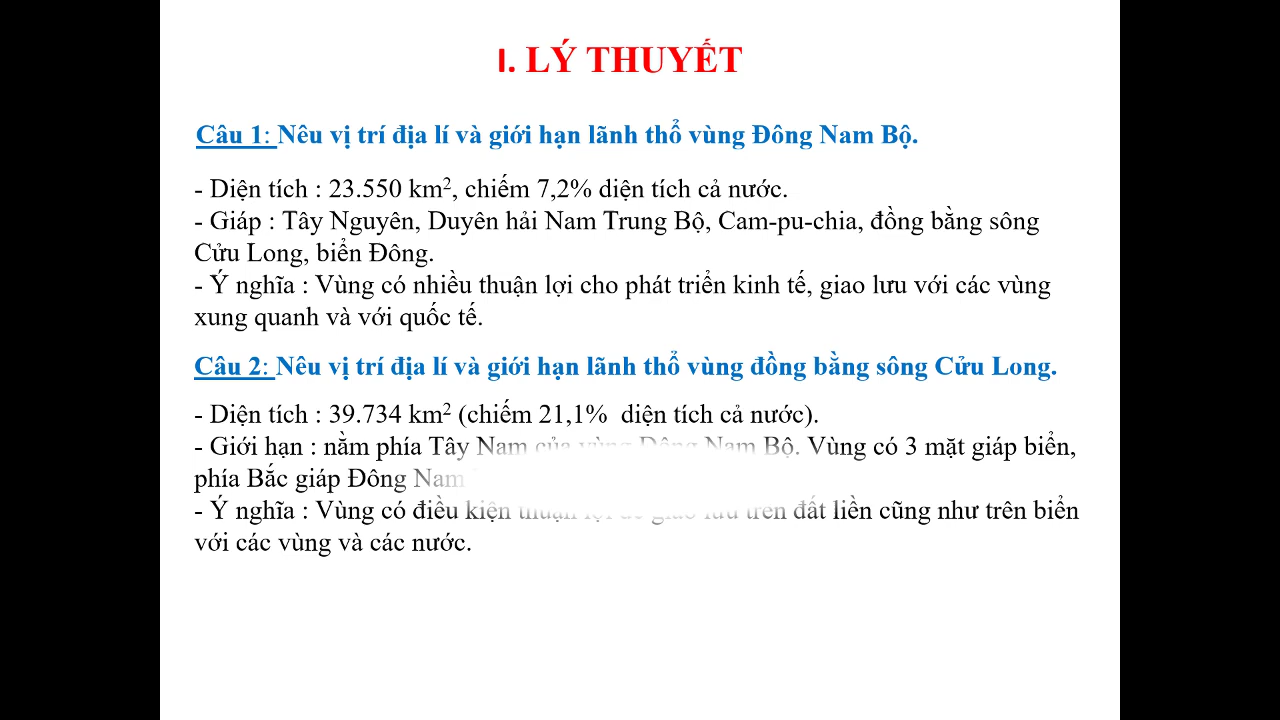 I. LÝ THUYẾT
Câu 1: Nêu vị trí địa lí và giới hạn lãnh thổ vùng Đông Nam Bộ.
- Diện tích : 23.550 km², chiếm 7,2% diện tích cả nước.
- Giáp : Tây Nguyên, Duyên hải Nam Trung Bộ, Cam-pu-chia, đồng bằng sông
Cửu Long, biển Đông.
- Ý nghĩa : Vùng có nhiều thuận lợi cho phát triển kinh tế, giao lưu với các vùng
xung quanh và với quốc tế.
Câu 2: Nêu vị trí địa lí và giới hạn lãnh thổ vùng đồng bằng sông Cửu Long.
- Diện tích : 39.734 km² (chiếm 21,1% diện tích cả nước).
- Giới hạn : nằm phía Tây Nam của vùng Đông Nam Bộ. Vùng có 3 mặt giáp biển,
phía Bắc giáp Đông Nam
- Ý nghĩa : Vùng có điều kiện thuận lợi để giao lưu trên đất liền cũng như trên biển
với các vùng và các nước.